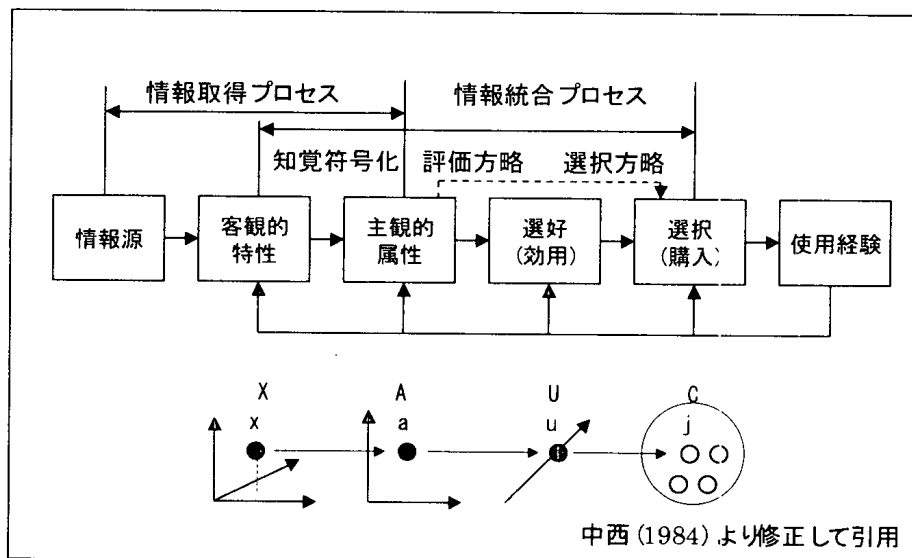 情報取得プロセス
情報統合プロセス
知覚符号化 評価方略 選択方略
情報源
客観的
特性
主観的
属性
選好
(効用)
選択
(購入)
使用経験
X A U C
x a u j
中西(1984)より修正して引用